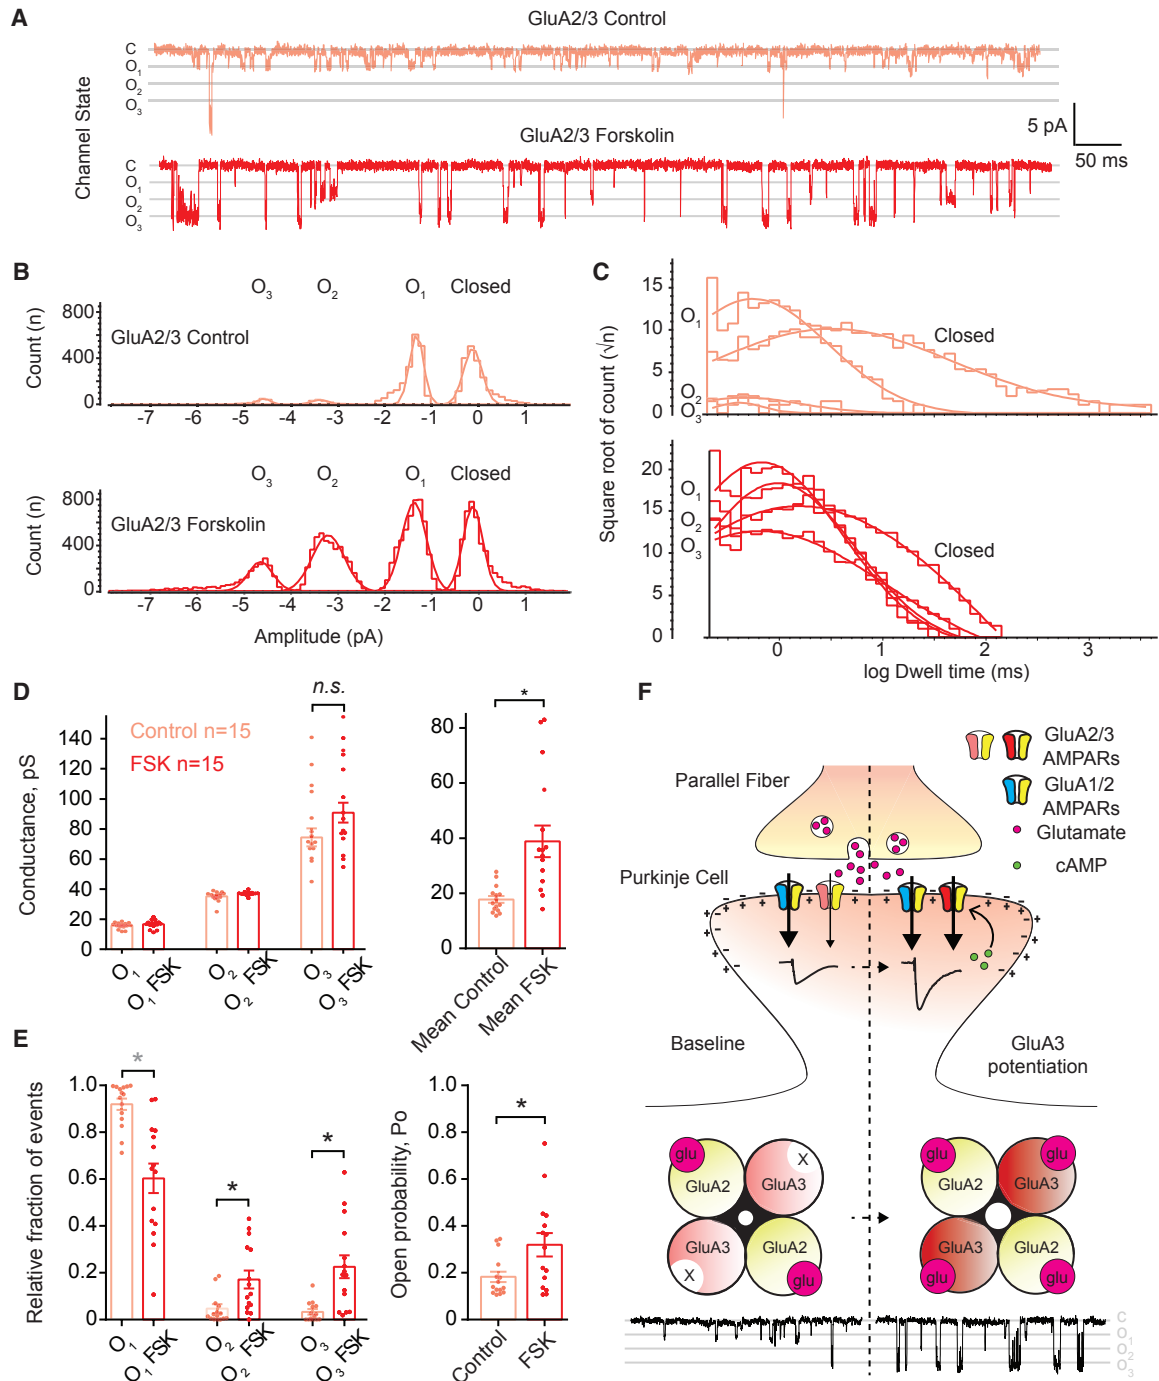 A
GluA2/3 Control
C
O1
O2
O3
Channel State
GluA2/3 Forskolin
C
O1
O2
O3
5 pA
50 ms
B
O3 O2 O1 Closed
Count (n)
800
400
0
GluA2/3 Control
-7 -6 -5 -4 -3 -2 -1 0 1
O3 O2 O1 Closed
Count (n)
800
400
0
GluA2/3 Forskolin
-7 -6 -5 -4 -3 -2 -1 0 1
Amplitude (pA)
C
Square root of count (√n)
15
10
5
0
O1
O2
O3
Closed
20
15
10
5
0
O1
O2
O3
Closed
0 1 2 3
log Dwell time (ms)
D
Conductance, pS
140
120
100
80
60
40
20
0
Control n=15
FSK n=15
n.s.
O1
O1 FSK
O2
O2 FSK
O3
O3 FSK
80
60
40
20
0
*
Mean Control
Mean FSK
E
Relative fraction of events
1.0
0.8
0.6
0.4
0.2
0
*
*
*
O1
O1 FSK
O2
O2 FSK
O3
O3 FSK
Open probability, Po
1.0
0.8
0.6
0.4
0.2
0
*
Control
FSK
F
GluA2/3
AMPARs
GluA1/2
AMPARs
Glutamate
cAMP
Parallel Fiber
Purkinje Cell
Baseline
GluA3
potentiation
glu
GluA2
X
GluA3
GluA3
X
GluA2
glu
glu
GluA2
glu
GluA3
GluA3
glu
GluA2
glu
C
O1
O2
O3